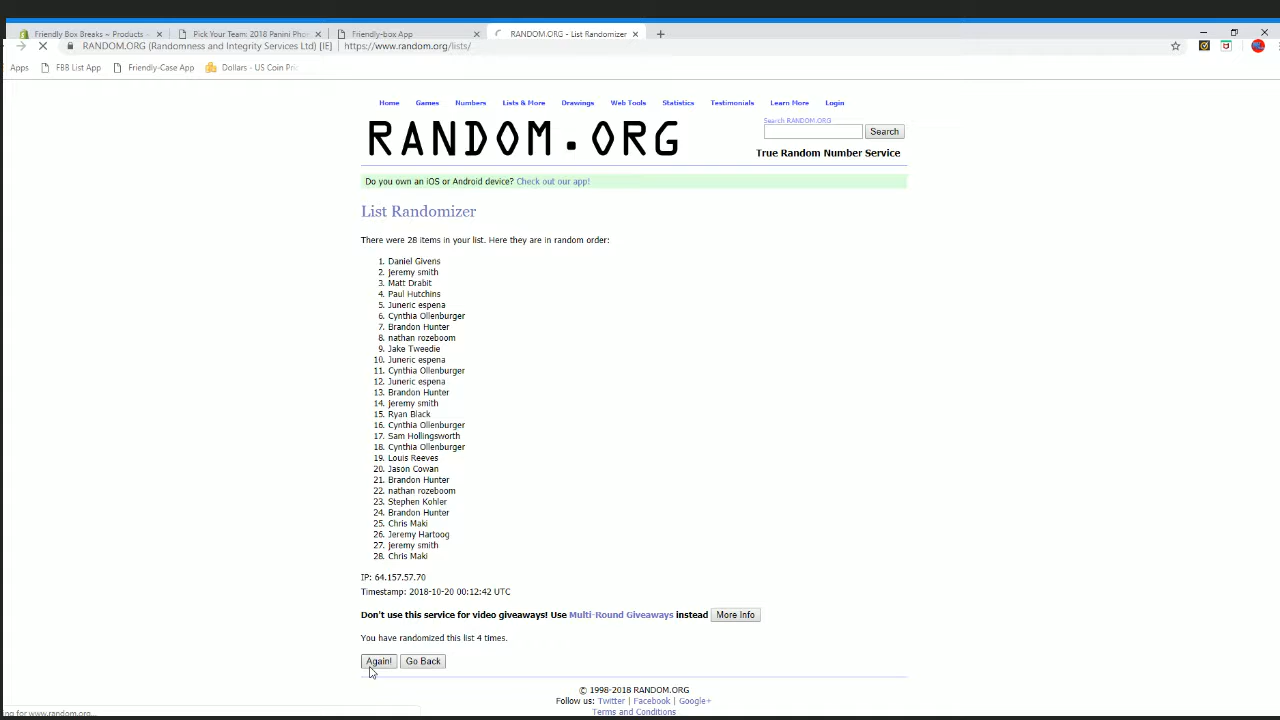 Friendly Box Breaks ~ Products - Pick Your Team: 2018 Panini Pho Friendly-box App RANDOM.ORG - List Randomizer
RANDOM.ORG (Randomness and Integrity Services Ltd) [IE] | https://www.random.org/lists/
Apps FBB List App Friendly-Case App Dollars - US Coin Pric
Home Games Numbers Lists & More Drawings Web Tools Statistics Testimonials Learn More Login
Search RANDOM.ORG
RANDOM.ORG
Search
True Random Number Service
Do you own an iOS or Android device? Check out our app!
List Randomizer
There were 28 items in your list. Here they are in random order:
1. Daniel Givens
2. jeremy smith
3. Matt Drabit
4. Paul Hutchins
5. Juneric espena
6. Cynthia Ollenburger
7. Brandon Hunter
8. nathan rozeboom
9. Jake Tweedie
10. Juneric espena
11. Cynthia Ollenburger
12. Juneric espena
13. Brandon Hunter
14. jeremy smith
15. Ryan Black
16. Cynthia Ollenburger
17. Sam Hollingsworth
18. Cynthia Ollenburger
19. Louis Reeves
20. Jason Cowan
21. Brandon Hunter
22. nathan rozeboom
23. Stephen Kohler
24. Brandon Hunter
25. Chris Maki
26. Jeremy Hartoog
27. jeremy smith
28. Chris Maki
IP: 64.157.57.70
Timestamp: 2018-10-20 00:12:42 UTC
Don't use this service for video giveaways! Use Multi-Round Giveaways instead More Info
You have randomized this list 4 times.
Again! Go Back
© 1998-2018 RANDOM.ORG
Follow us: Twitter | Facebook | Google+
Terms and Conditions
ng for www.random.org...